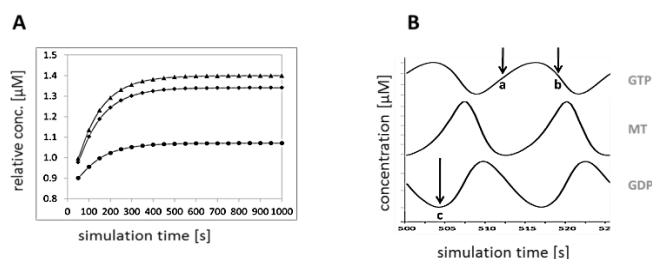 A
relative conc. [µM]
1.5
1.4
1.3
1.2
1.1
1.0
0.9
0.8
0 100 200 300 400 500 600 700 800 900 1000
simulation time [s]
B
concentration [µM]
a
b
c
GTP
MT
GDP
500 505 510 515 520 525
simulation time [s]